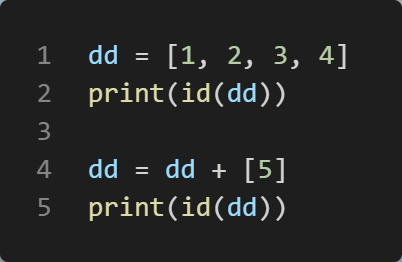 1 dd = [1, 2, 3, 4]
2 print(id(dd))
3
4 dd = dd + [5]
5 print(id(dd))